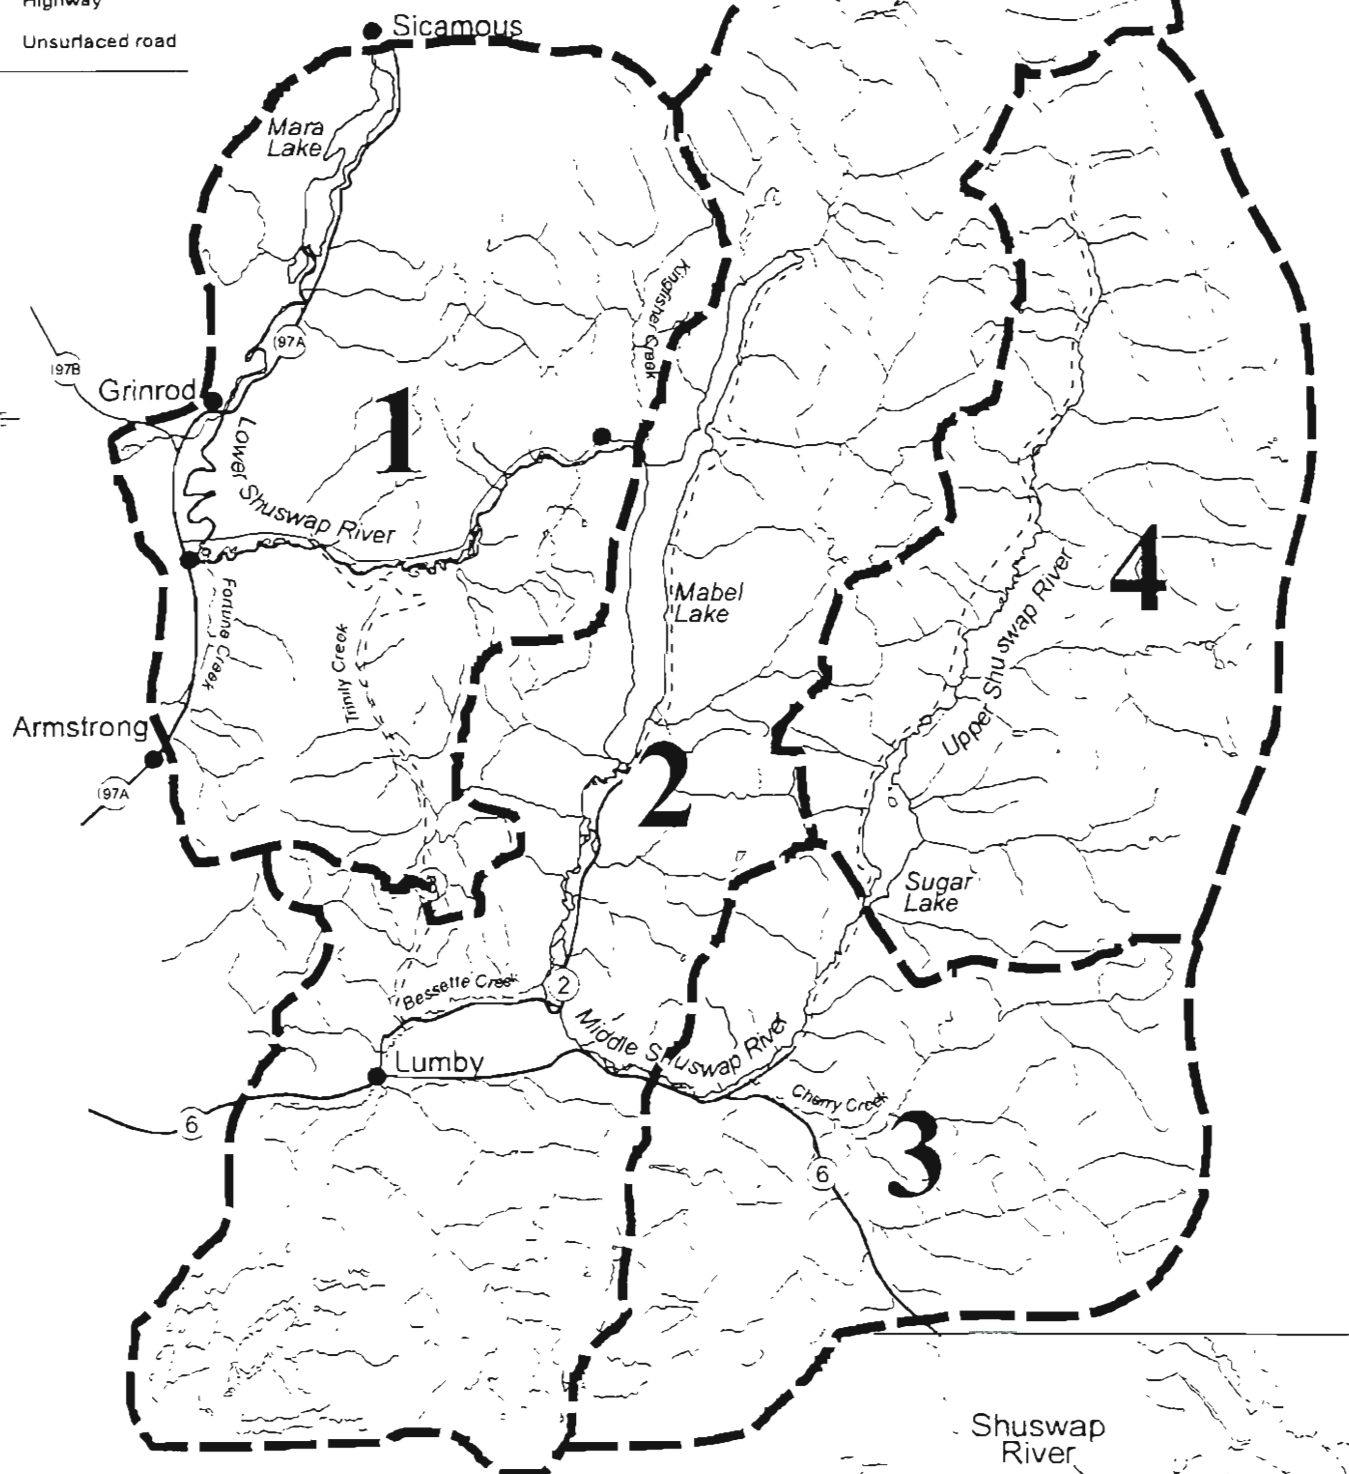 Highway
Unsurfaced road
Sicamous
Mara
Lake
Kingfisher Creek
97A
97B
Grinrod
1
Lower Shuswap River
4
Mabel
Lake
Fortune Creek
Trinity Creek
Upper Shuswap River
Armstrong
2
97A
Sugar
Lake
Bessette Creek
2
Middle Shuswap River
Lumby
Cherry Creek
6
3
6
Shuswap
River